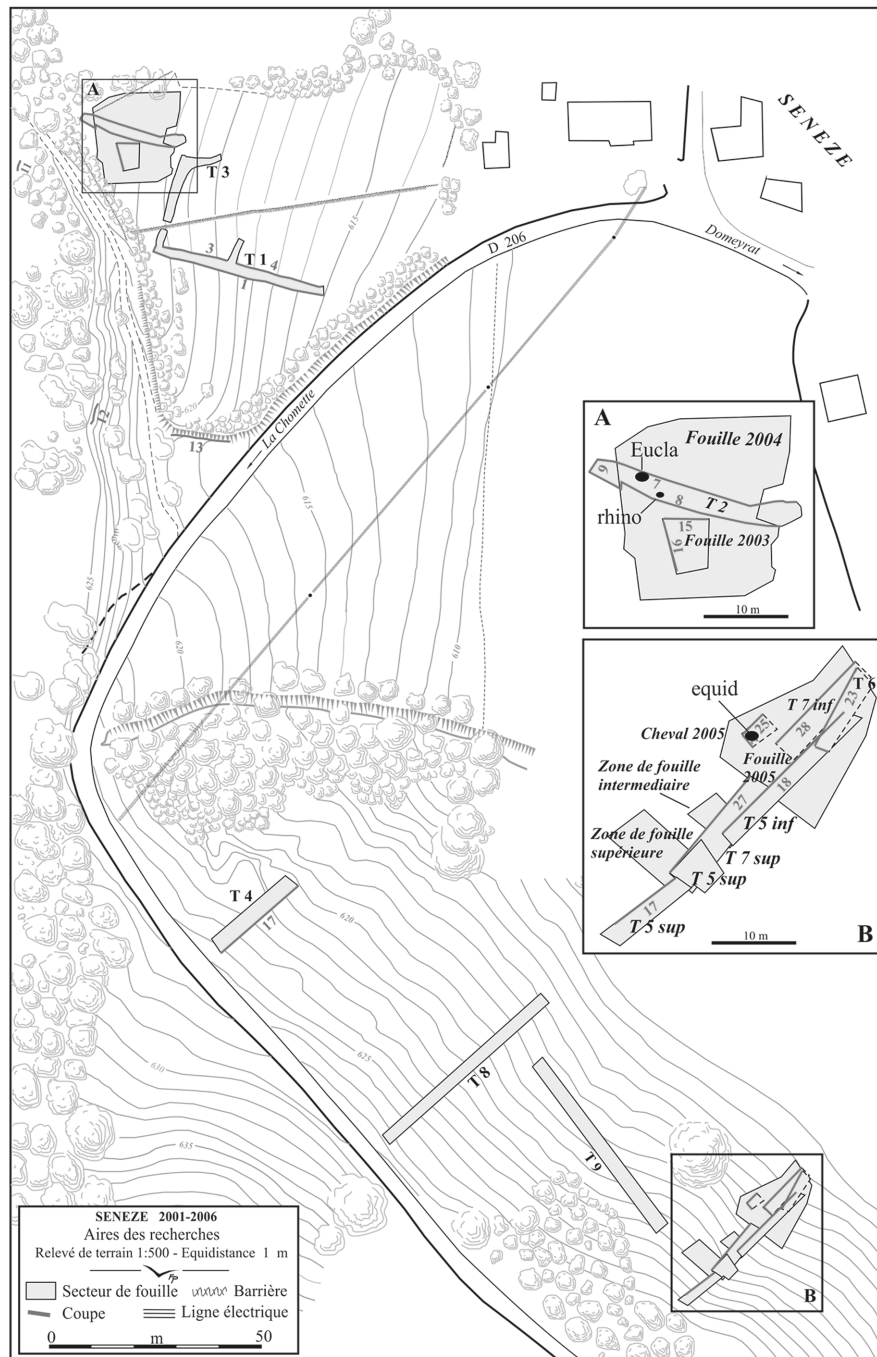 A
11
T 3
3
T 1
4
1
615
620
12
13
D 206
La Chomette
SENEZE
Domeyrat
615
610
620
625
A
Fouille 2004
Eucla
9
7
8
T 2
rhino
15
16
Fouille 2003
10 m
equid
T 6
T 7 inf
23
25
28
Cheval 2005
Fouille
2005
Zone de fouille
intermediaire
18
27
T 5 inf
Zone de fouille
supérieure
T 7 sup
T 5 sup
17
T 5 sup
10 m
B
T 4
17
620
625
T 8
T 9
630
635
B
SENEZE 2001-2006
Aires des recherches
Relevé de terrain 1:500 - Equidistance 1 m
Secteur de fouille
Barrière
Coupe
Ligne électrique
0 m 50